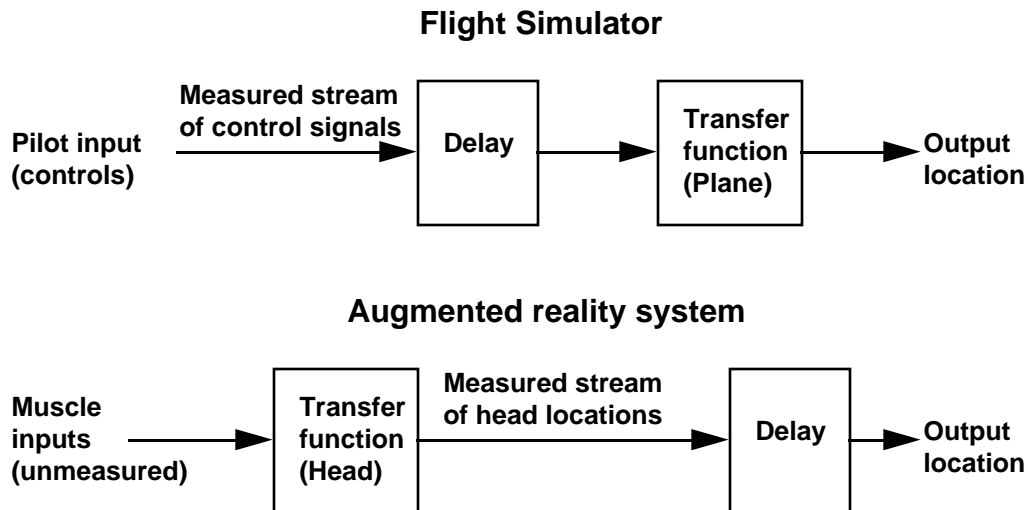 Flight Simulator
Measured stream
of control signals
Pilot input
(controls)
Delay
Transfer
function
(Plane)
Output
location
Augmented reality system
Muscle
inputs
(unmeasured)
Transfer
function
(Head)
Measured stream
of head locations
Delay
Output
location